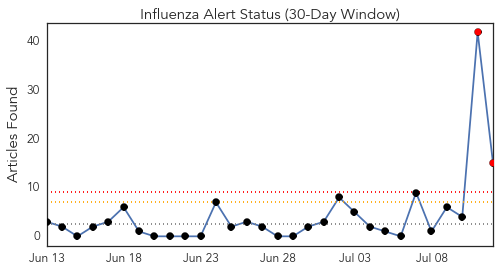 Influenza Alert Status (30-Day Window)
Articles Found
40
30
20
10
0
Jun 13 Jun 18 Jun 23 Jun 28 Jul 03 Jul 08